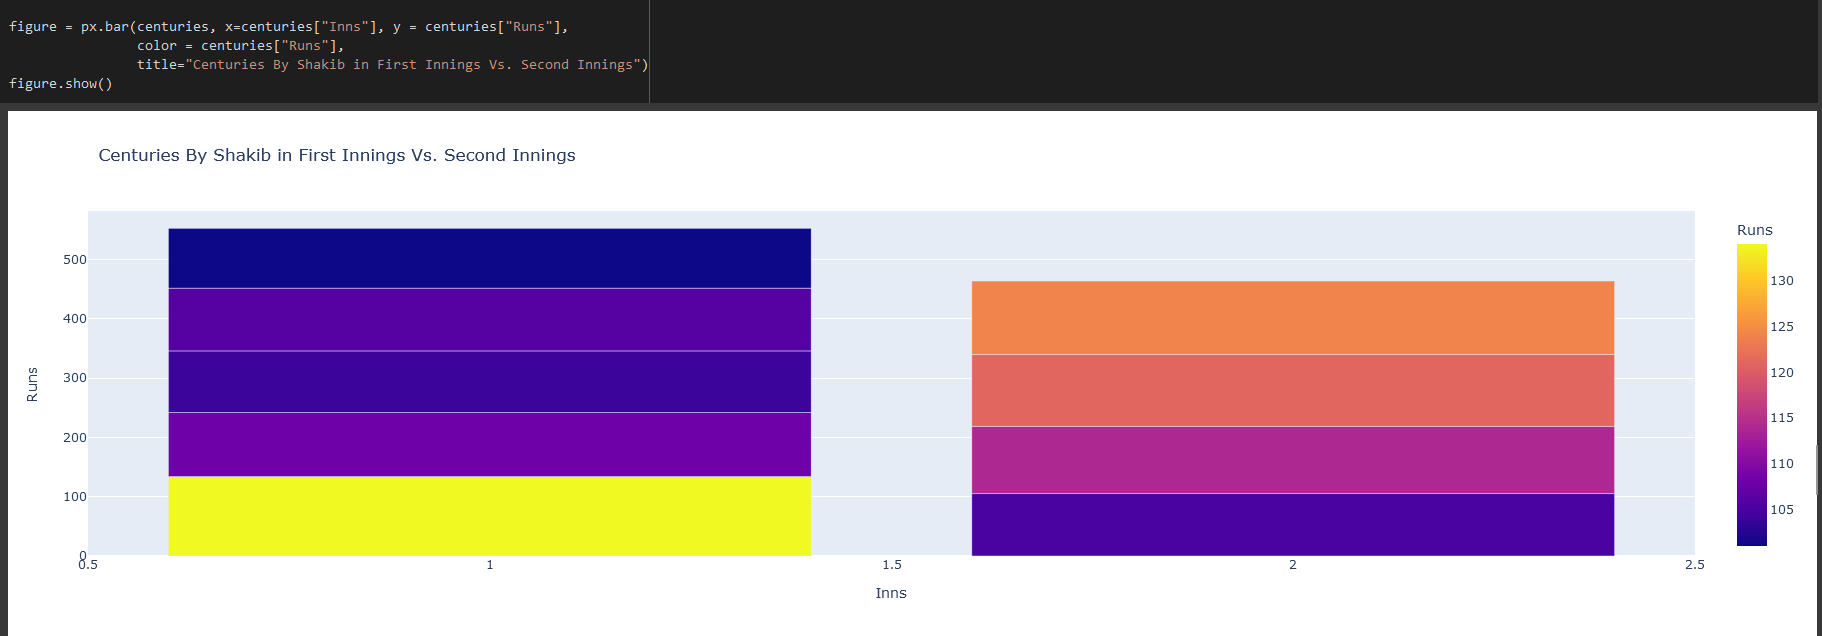 figure = px.bar(centuries, x=centuries["Inns"], y = centuries["Runs"],
                color = centuries["Runs"],
                title="Centuries By Shakib in First Innings Vs. Second Innings")
figure.show()
Centuries By Shakib in First Innings Vs. Second Innings
Runs
500
400
300
200
100
0
0.5
1
1.5
2
2.5
Inns
Runs
130
125
120
115
110
105